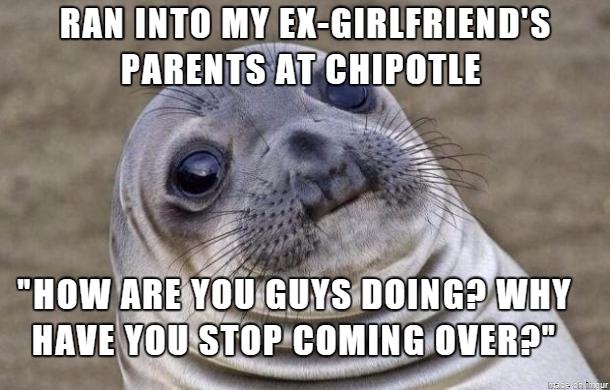 RAN INTO MY EX-GIRLFRIEND'S
PARENTS AT CHIPOTLE
"HOW ARE YOU GUYS DOING? WHY
HAVE YOU STOP COMING OVER?"
made on imgur